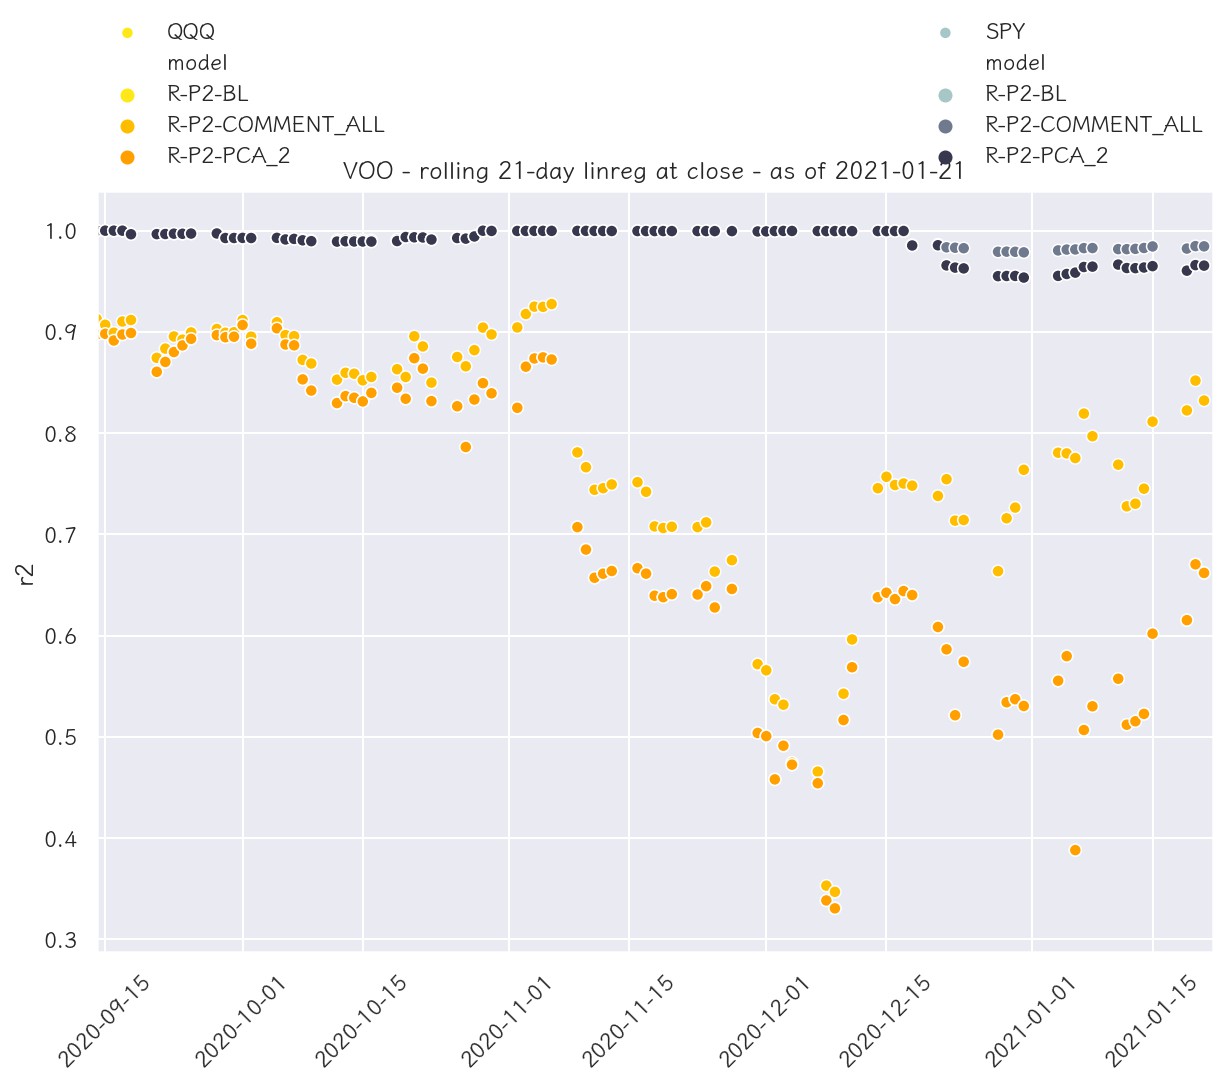 QQQ
model
R-P2-BL
R-P2-COMMENT_ALL
R-P2-PCA_2
SPY
model
R-P2-BL
R-P2-COMMENT_ALL
R-P2-PCA_2
VOO - rolling 21-day linreg at close - as of 2021-01-21
r2
1.0
0.9
0.8
0.7
0.6
0.5
0.4
0.3
2020-09-15
2020-10-01
2020-10-15
2020-11-01
2020-11-15
2020-12-01
2020-12-15
2021-01-01
2021-01-15